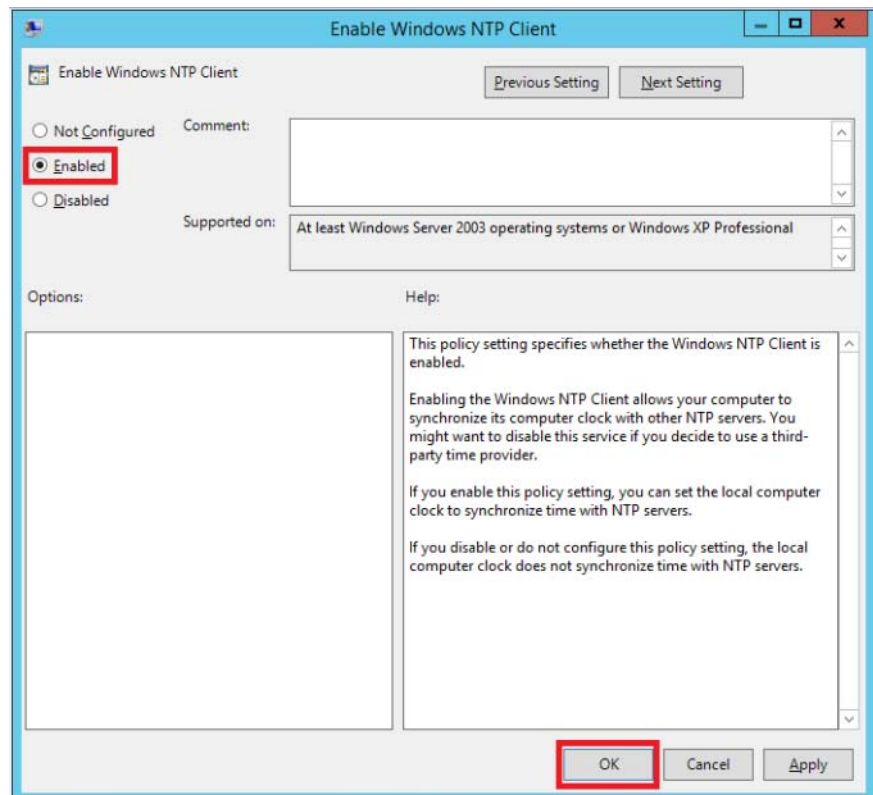 Enable Windows NTP Client
Enable Windows NTP Client
Previous Setting
Next Setting
Not Configured
Comment:
Enabled
Disabled
Supported on:
At least Windows Server 2003 operating systems or Windows XP Professional
Options:
Help:
This policy setting specifies whether the Windows NTP Client is
enabled.
Enabling the Windows NTP Client allows your computer to
synchronize its computer clock with other NTP servers. You
might want to disable this service if you decide to use a third-
party time provider.
If you enable this policy setting, you can set the local computer
clock to synchronize time with NTP servers.
If you disable or do not configure this policy setting, the local
computer clock does not synchronize time with NTP servers.
OK
Cancel
Apply